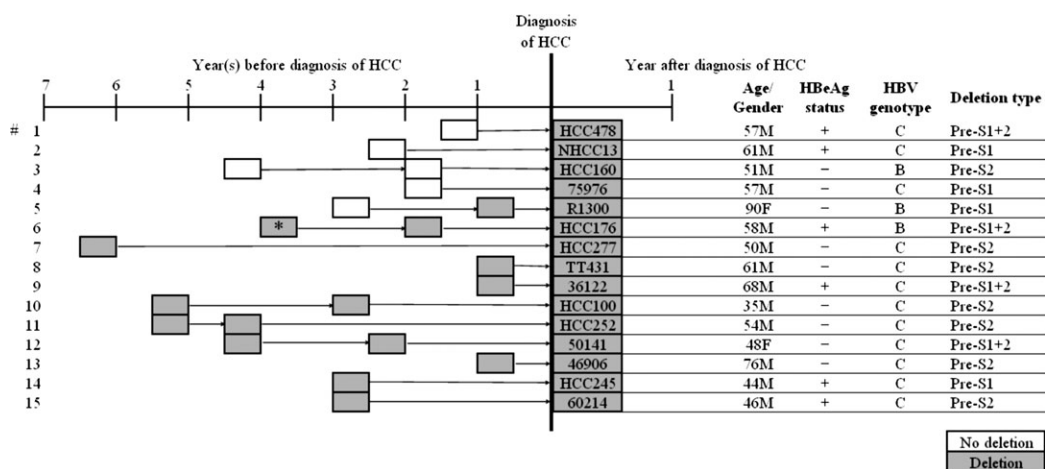 Diagnosis
of HCC
Year(s) before diagnosis of HCC
Year after diagnosis of HCC
7 6 5 4 3 2 1 1
Age/
Gender
HBeAg
status
HBV
genotype
Deletion type
# 1 HCC478 57M + C Pre-S1+2
2 NHCC13 61M + C Pre-S1
3 HCC160 51M − B Pre-S2
4 75976 57M − C Pre-S1
5 R1300 90F − B Pre-S1
6 * HCC176 58M + B Pre-S1+2
7 HCC277 50M − C Pre-S2
8 TT431 61M − C Pre-S2
9 36122 68M + C Pre-S1+2
10 HCC100 35M − C Pre-S2
11 HCC252 54M − C Pre-S2
12 50141 48F − C Pre-S1+2
13 46906 76M − C Pre-S2
14 HCC245 44M + C Pre-S1
15 60214 46M + C Pre-S2
No deletion
Deletion